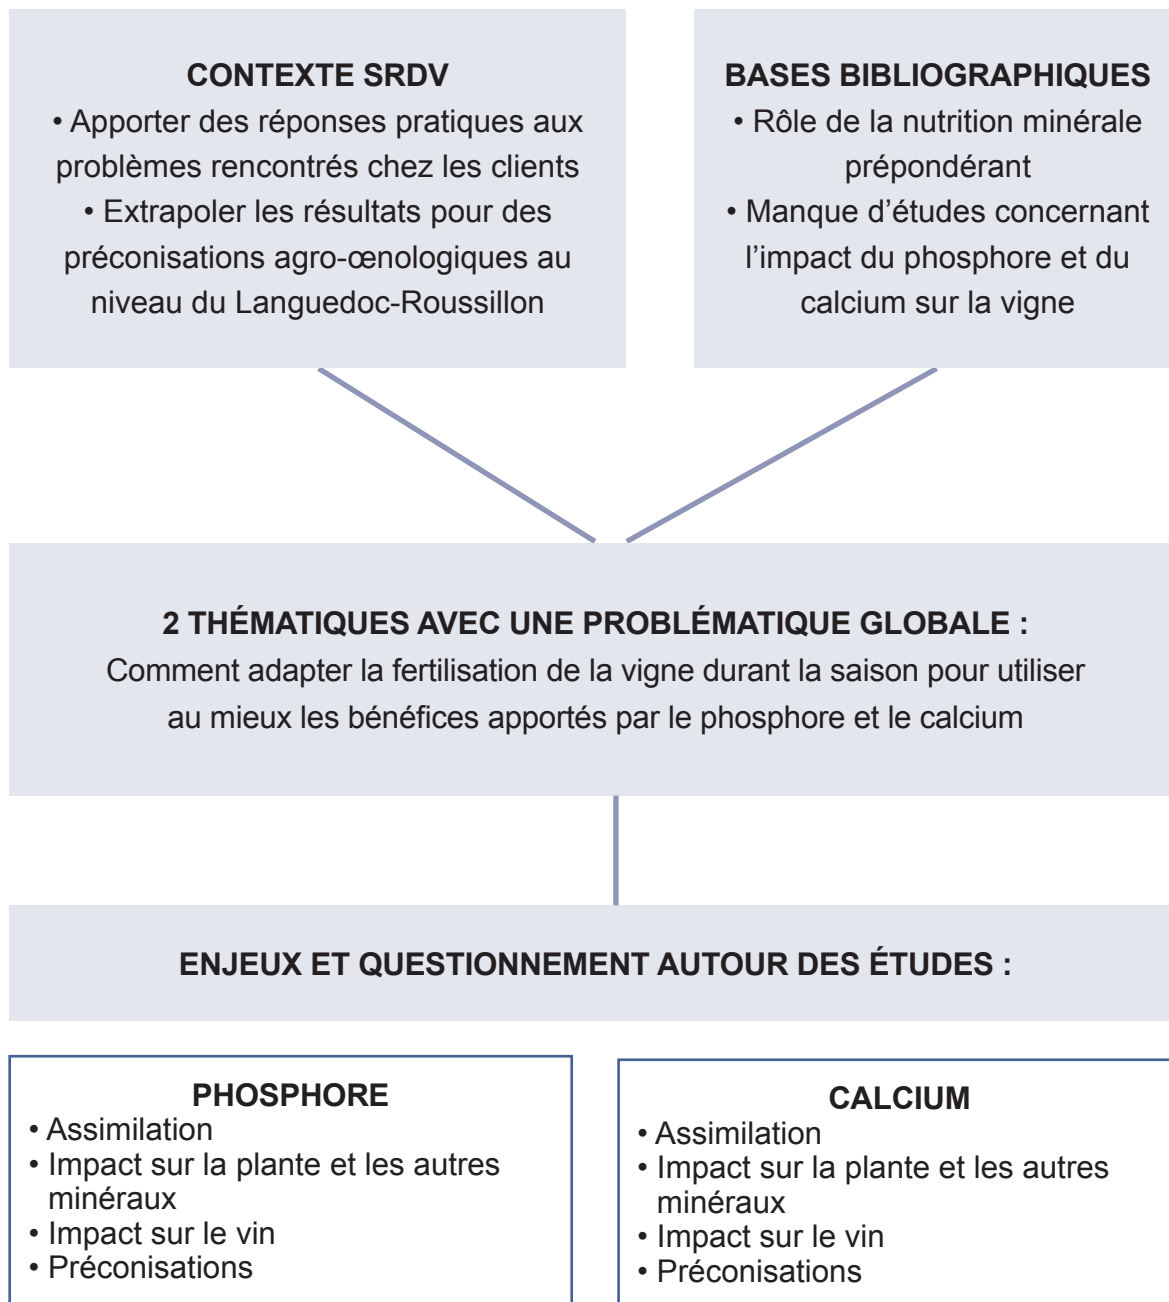 CONTEXTE SRDV
• Apporter des réponses pratiques aux
problèmes rencontrés chez les clients
• Extrapoler les résultats pour des
préconisations agro-œnologiques au
niveau du Languedoc-Roussillon
BASES BIBLIOGRAPHIQUES
• Rôle de la nutrition minérale
prépondérant
• Manque d’études concernant
l’impact du phosphore et du
calcium sur la vigne
2 THÉMATIQUES AVEC UNE PROBLÉMATIQUE GLOBALE :
Comment adapter la fertilisation de la vigne durant la saison pour utiliser
au mieux les bénéfices apportés par le phosphore et le calcium
ENJEUX ET QUESTIONNEMENT AUTOUR DES ÉTUDES :
PHOSPHORE
• Assimilation
• Impact sur la plante et les autres
minéraux
• Impact sur le vin
• Préconisations
CALCIUM
• Assimilation
• Impact sur la plante et les autres
minéraux
• Impact sur le vin
• Préconisations